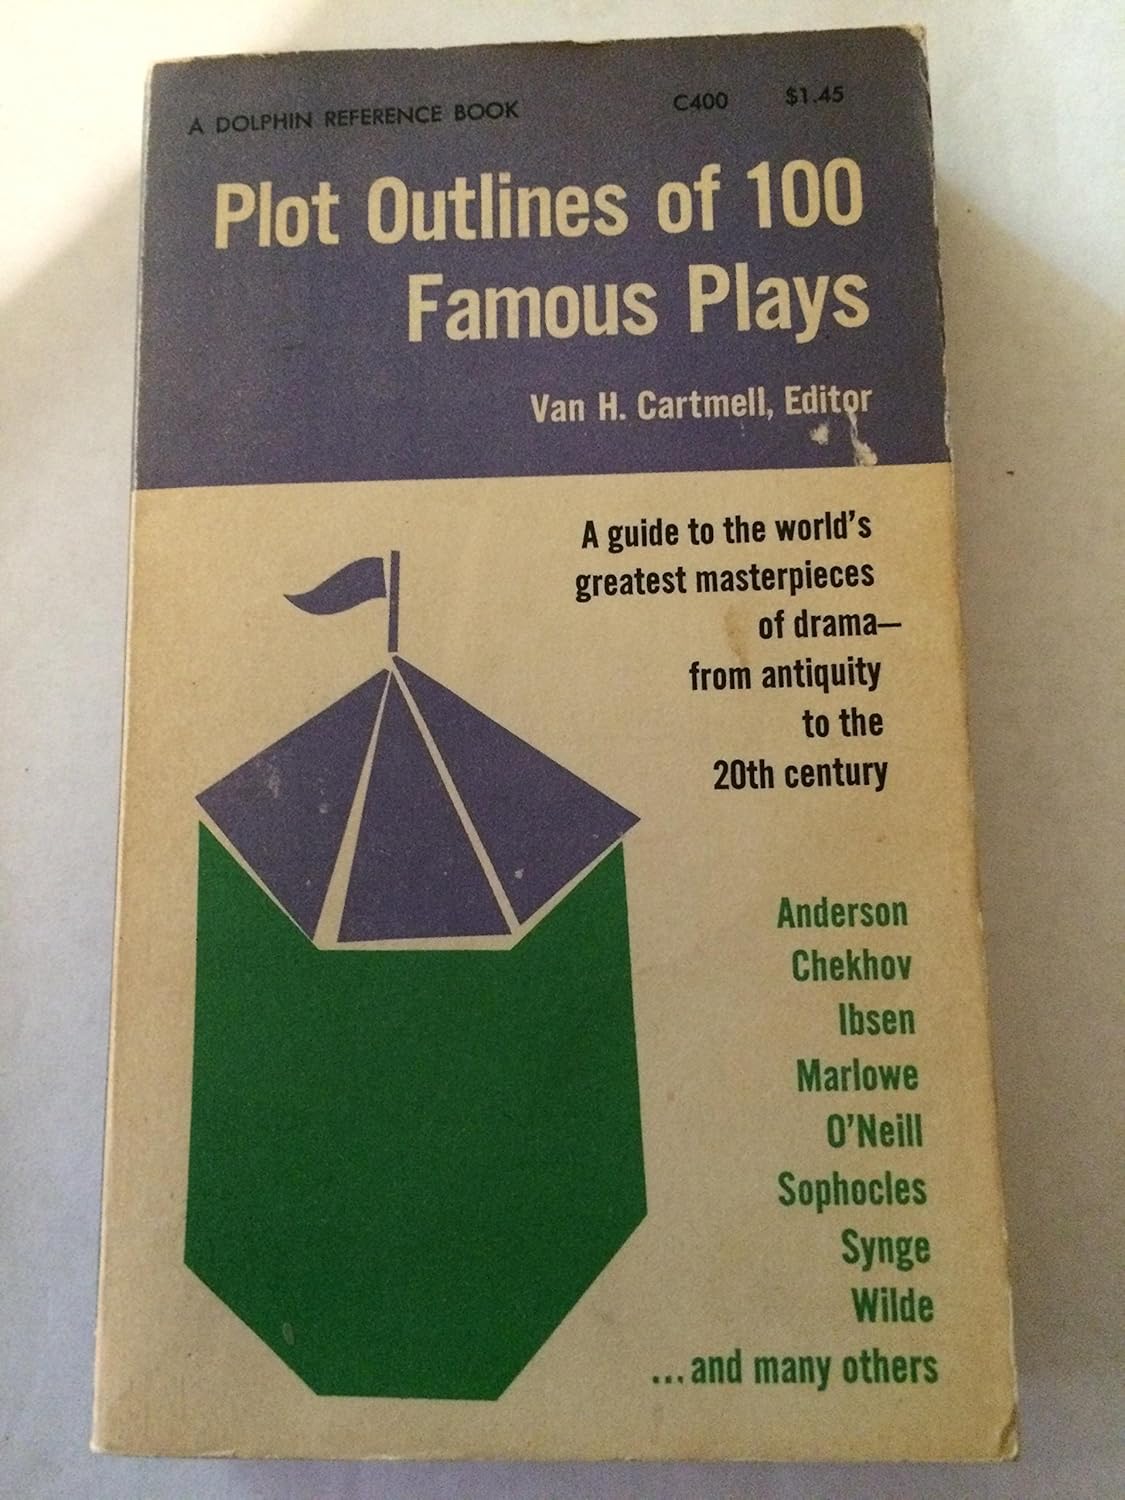 A DOLPHIN REFERENCE BOOK C400 $1.45
Plot Outlines of 100
Famous Plays
Van H. Cartmell, Editor
A guide to the world's
greatest masterpieces
of drama—
from antiquity
to the
20th century
Anderson
Chekhov
Ibsen
Marlowe
O'Neill
Sophocles
Synge
Wilde
...and many others